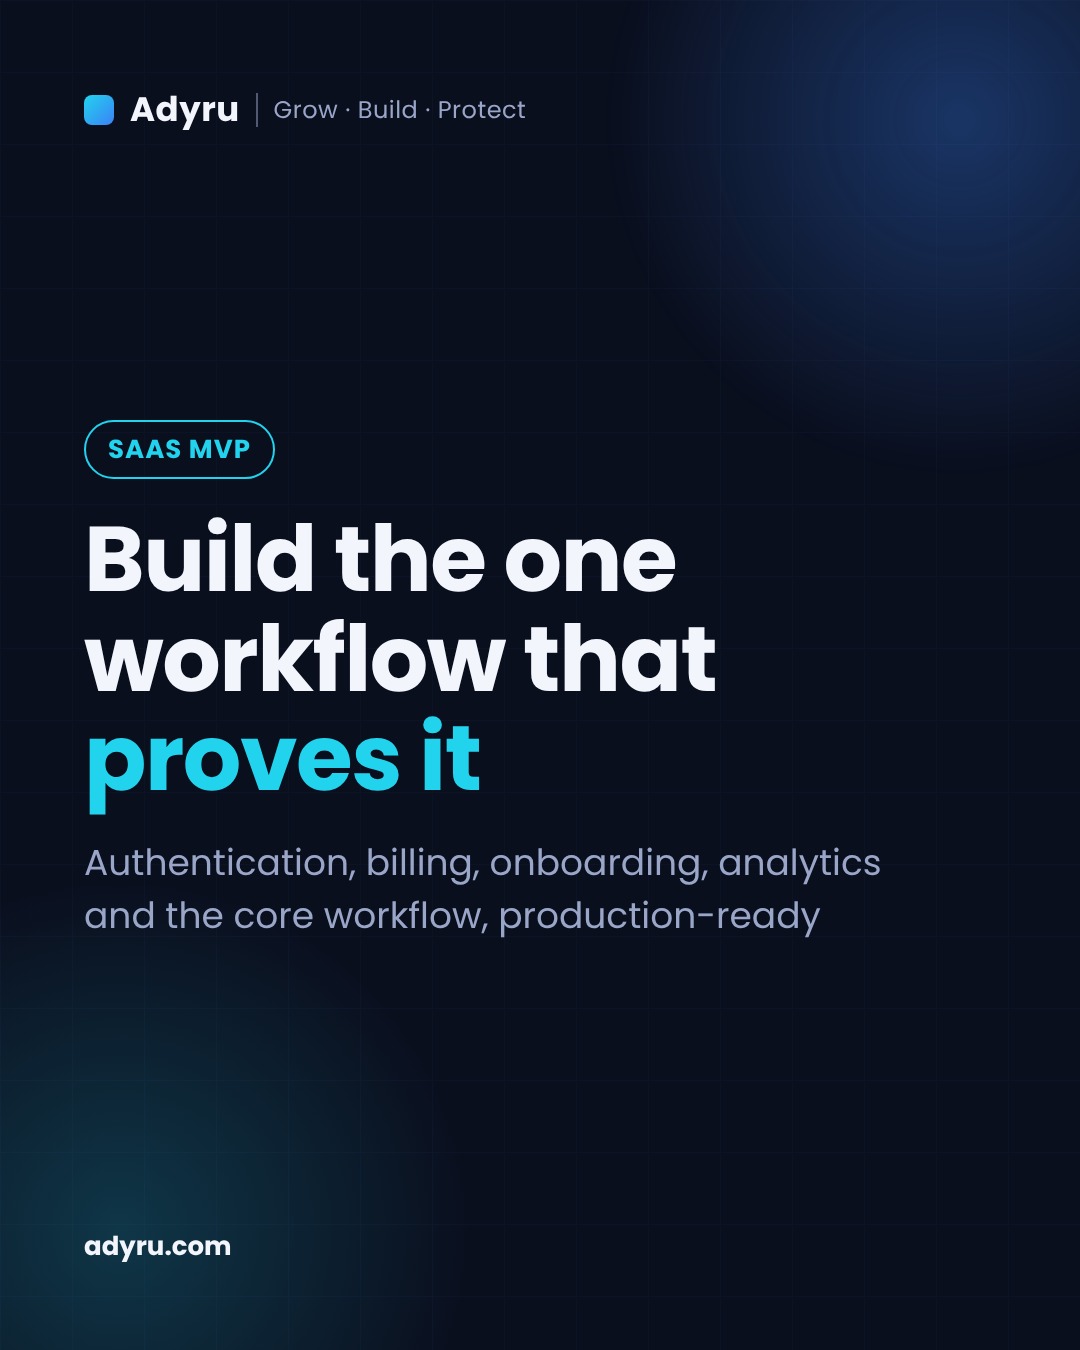 Adyru | Grow · Build · Protect
SAAS MVP
Build the one
workflow that
proves it
Authentication, billing, onboarding, analytics
and the core workflow, production-ready
adyru.com